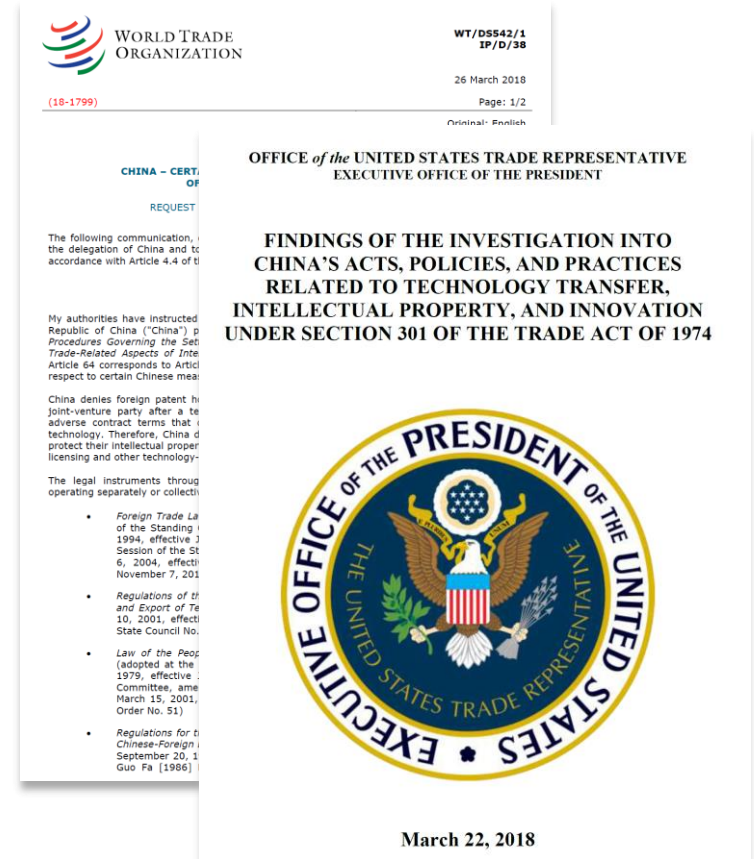 WORLD TRADE
ORGANIZATION
WT/DS542/1
IP/D/38
26 March 2018
(18-1799)
Page: 1/2
Original: English
CHINA – CERT
OF
REQUEST
The following communication,
the delegation of China and to
accordance with Article 4.4 of th
My authorities have instructed
Republic of China ("China") p
Procedures Governing the Set
Trade-Related Aspects of Inte
Article 64 corresponds to Articl
respect to certain Chinese mea
China denies foreign patent ho
joint-venture party after a te
adverse contract terms that
technology. Therefore, China d
protect their intellectual proper
licensing and other technology-
The legal instruments throug
operating separately or collectiv
• Foreign Trade La
of the Standing
1994, effective J
Session of the St
6, 2004, effecti
November 7, 201
• Regulations of th
and Export of Te
10, 2001, effecti
State Council No.
• Law of the Peop
(adopted at the
1979, effective
Committee, ame
March 15, 2001,
Order No. 51)
• Regulations for t
Chinese-Foreign
September 20, 1
Guo Fa [1986]
OFFICE of the UNITED STATES TRADE REPRESENTATIVE
EXECUTIVE OFFICE OF THE PRESIDENT
FINDINGS OF THE INVESTIGATION INTO
CHINA'S ACTS, POLICIES, AND PRACTICES
RELATED TO TECHNOLOGY TRANSFER,
INTELLECTUAL PROPERTY, AND INNOVATION
UNDER SECTION 301 OF THE TRADE ACT OF 1974
EXECUTIVE OFFICE OF THE PRESIDENT OF THE UNITED STATES
THE UNITED STATES TRADE REPRESENTATIVE
E PLURIBUS UNUM
March 22, 2018